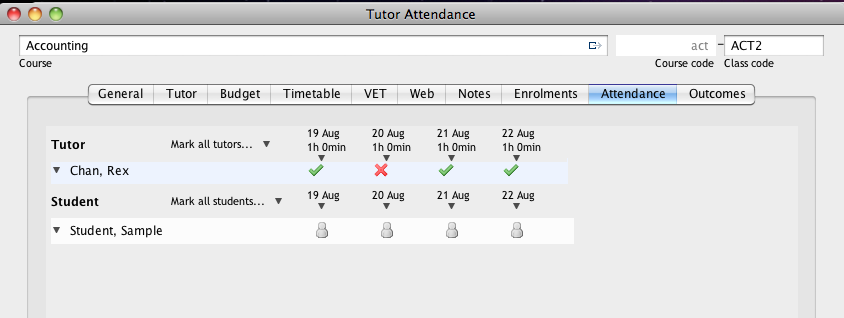 Tutor Attendance
Accounting act – ACT2
Course Course code Class code
General Tutor Budget Timetable VET Web Notes Enrolments Attendance Outcomes
19 Aug 20 Aug 21 Aug 22 Aug
Tutor Mark all tutors... 1h 0min 1h 0min 1h 0min 1h 0min
Chan, Rex
Student Mark all students... 19 Aug 20 Aug 21 Aug 22 Aug
Student, Sample